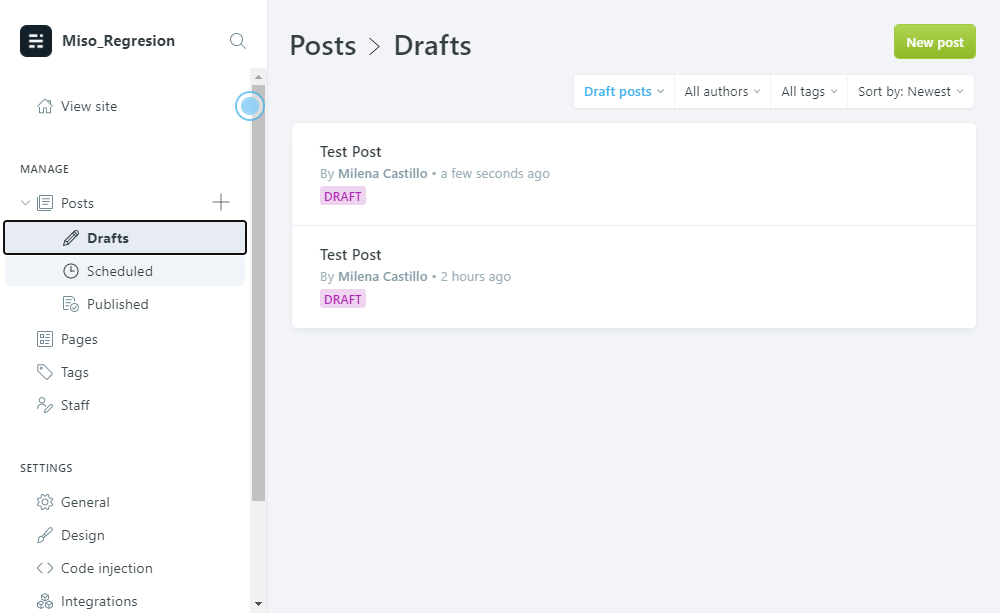 Miso_Regresion
View site
MANAGE
Posts
Drafts
Scheduled
Published
Pages
Tags
Staff
SETTINGS
General
Design
Code injection
Integrations
Posts > Drafts
New post
Draft posts
All authors
All tags
Sort by: Newest
Test Post
By Milena Castillo • a few seconds ago
DRAFT
Test Post
By Milena Castillo • 2 hours ago
DRAFT